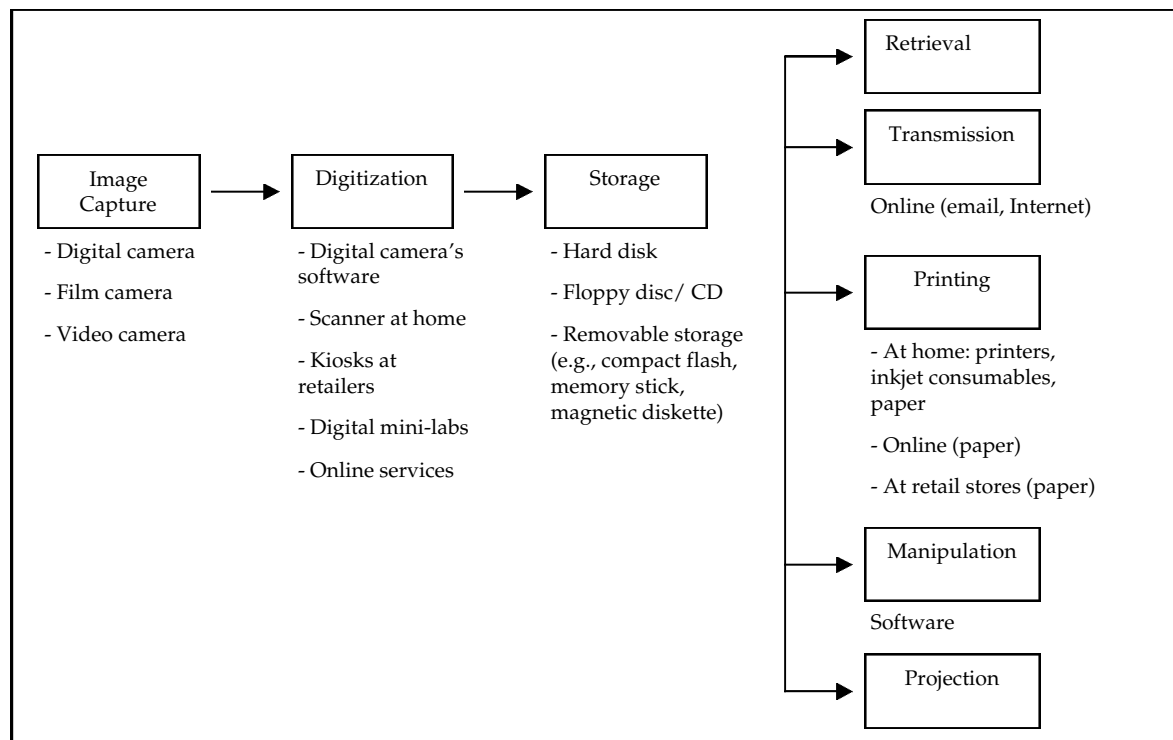 Image
Capture
- Digital camera
- Film camera
- Video camera
Digitization
- Digital camera’s
software
- Scanner at home
- Kiosks at
retailers
- Digital mini-labs
- Online services
Storage
- Hard disk
- Floppy disc/ CD
- Removable storage
(e.g., compact flash,
memory stick,
magnetic diskette)
Retrieval
Transmission
Online (email, Internet)
Printing
- At home: printers,
inkjet consumables,
paper
- Online (paper)
- At retail stores (paper)
Manipulation
Software
Projection